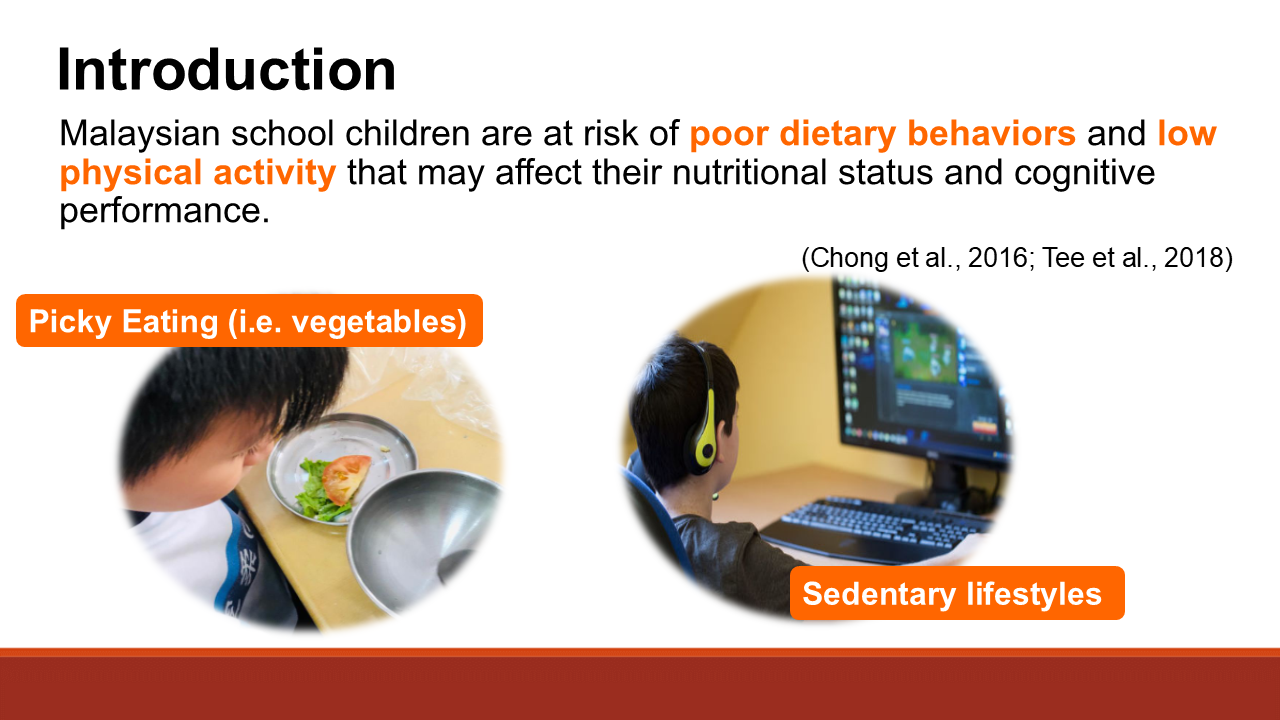 Introduction
Malaysian school children are at risk of poor dietary behaviors and low
physical activity that may affect their nutritional status and cognitive
performance.
(Chong et al., 2016; Tee et al., 2018)
Picky Eating (i.e. vegetables)
Sedentary lifestyles